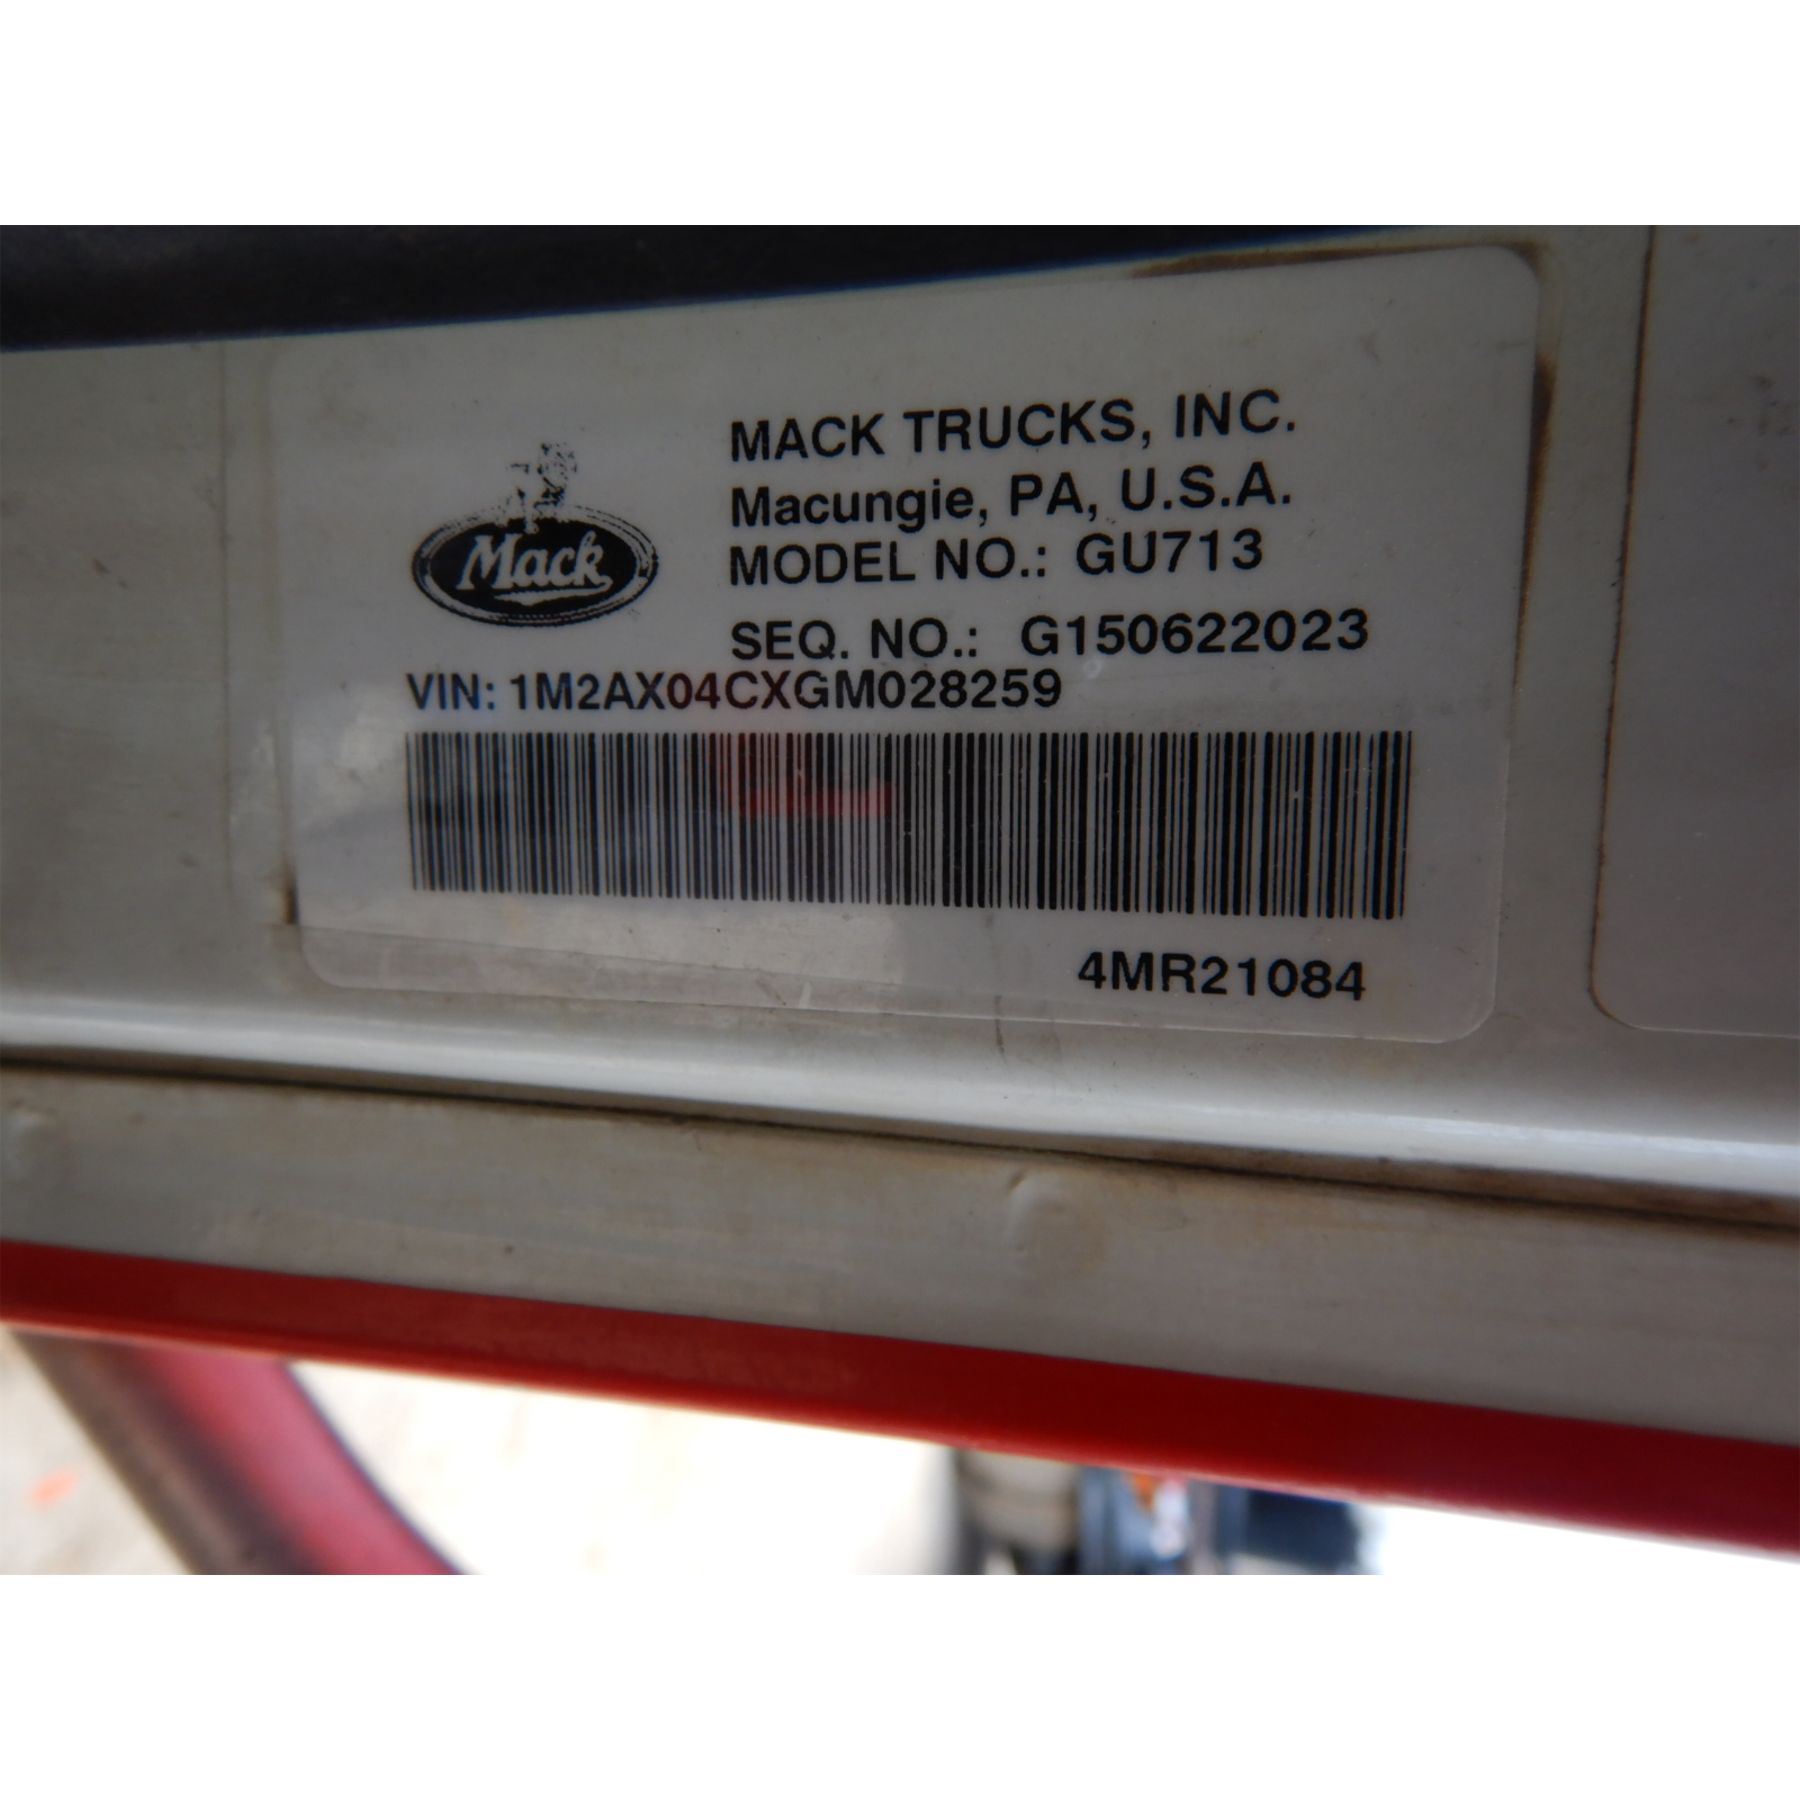 MACK TRUCKS, INC.
Macungie, PA, U.S.A.
Mack
MODEL NO.: GU713
SEQ. NO.: G150622023
VIN: 1M2AX04CXGM028259
4MR21084